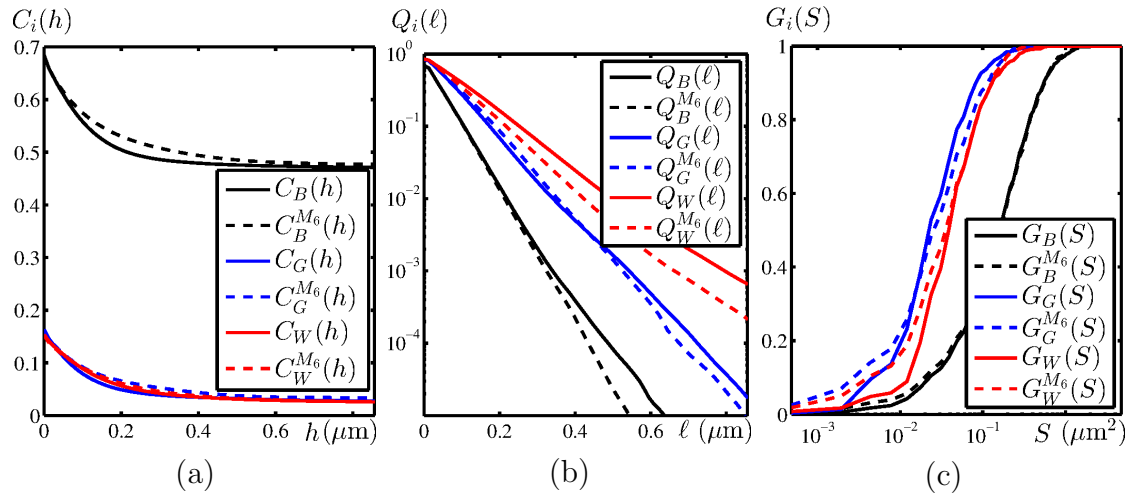 C_i(h)
0.7
0.6
0.5
0.4
0.3
0.2
0.1
0
0
0.2
0.4
0.6
h (μm)
C_B(h)
C_B^{M_6}(h)
C_G(h)
C_G^{M_6}(h)
C_W(h)
C_W^{M_6}(h)
(a)
Q_i(ℓ)
10^0
10^{-1}
10^{-2}
10^{-3}
10^{-4}
0
0.2
0.4
0.6
ℓ (μm)
Q_B(ℓ)
Q_B^{M_6}(ℓ)
Q_G(ℓ)
Q_G^{M_6}(ℓ)
Q_W(ℓ)
Q_W^{M_6}(ℓ)
(b)
G_i(S)
1
0.8
0.6
0.4
0.2
0
10^{-3}
10^{-2}
10^{-1}
S (μm²)
G_B(S)
G_B^{M_6}(S)
G_G(S)
G_G^{M_6}(S)
G_W(S)
G_W^{M_6}(S)
(c)